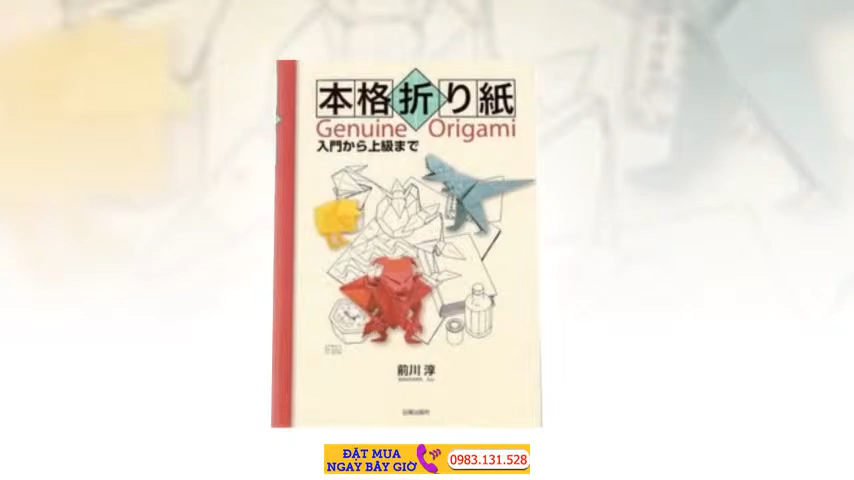 本格折り紙
Genuine Origami
入門から上級まで
前川 淳
ĐẶT MUA
NGAY BÂY GIỜ
0983.131.528